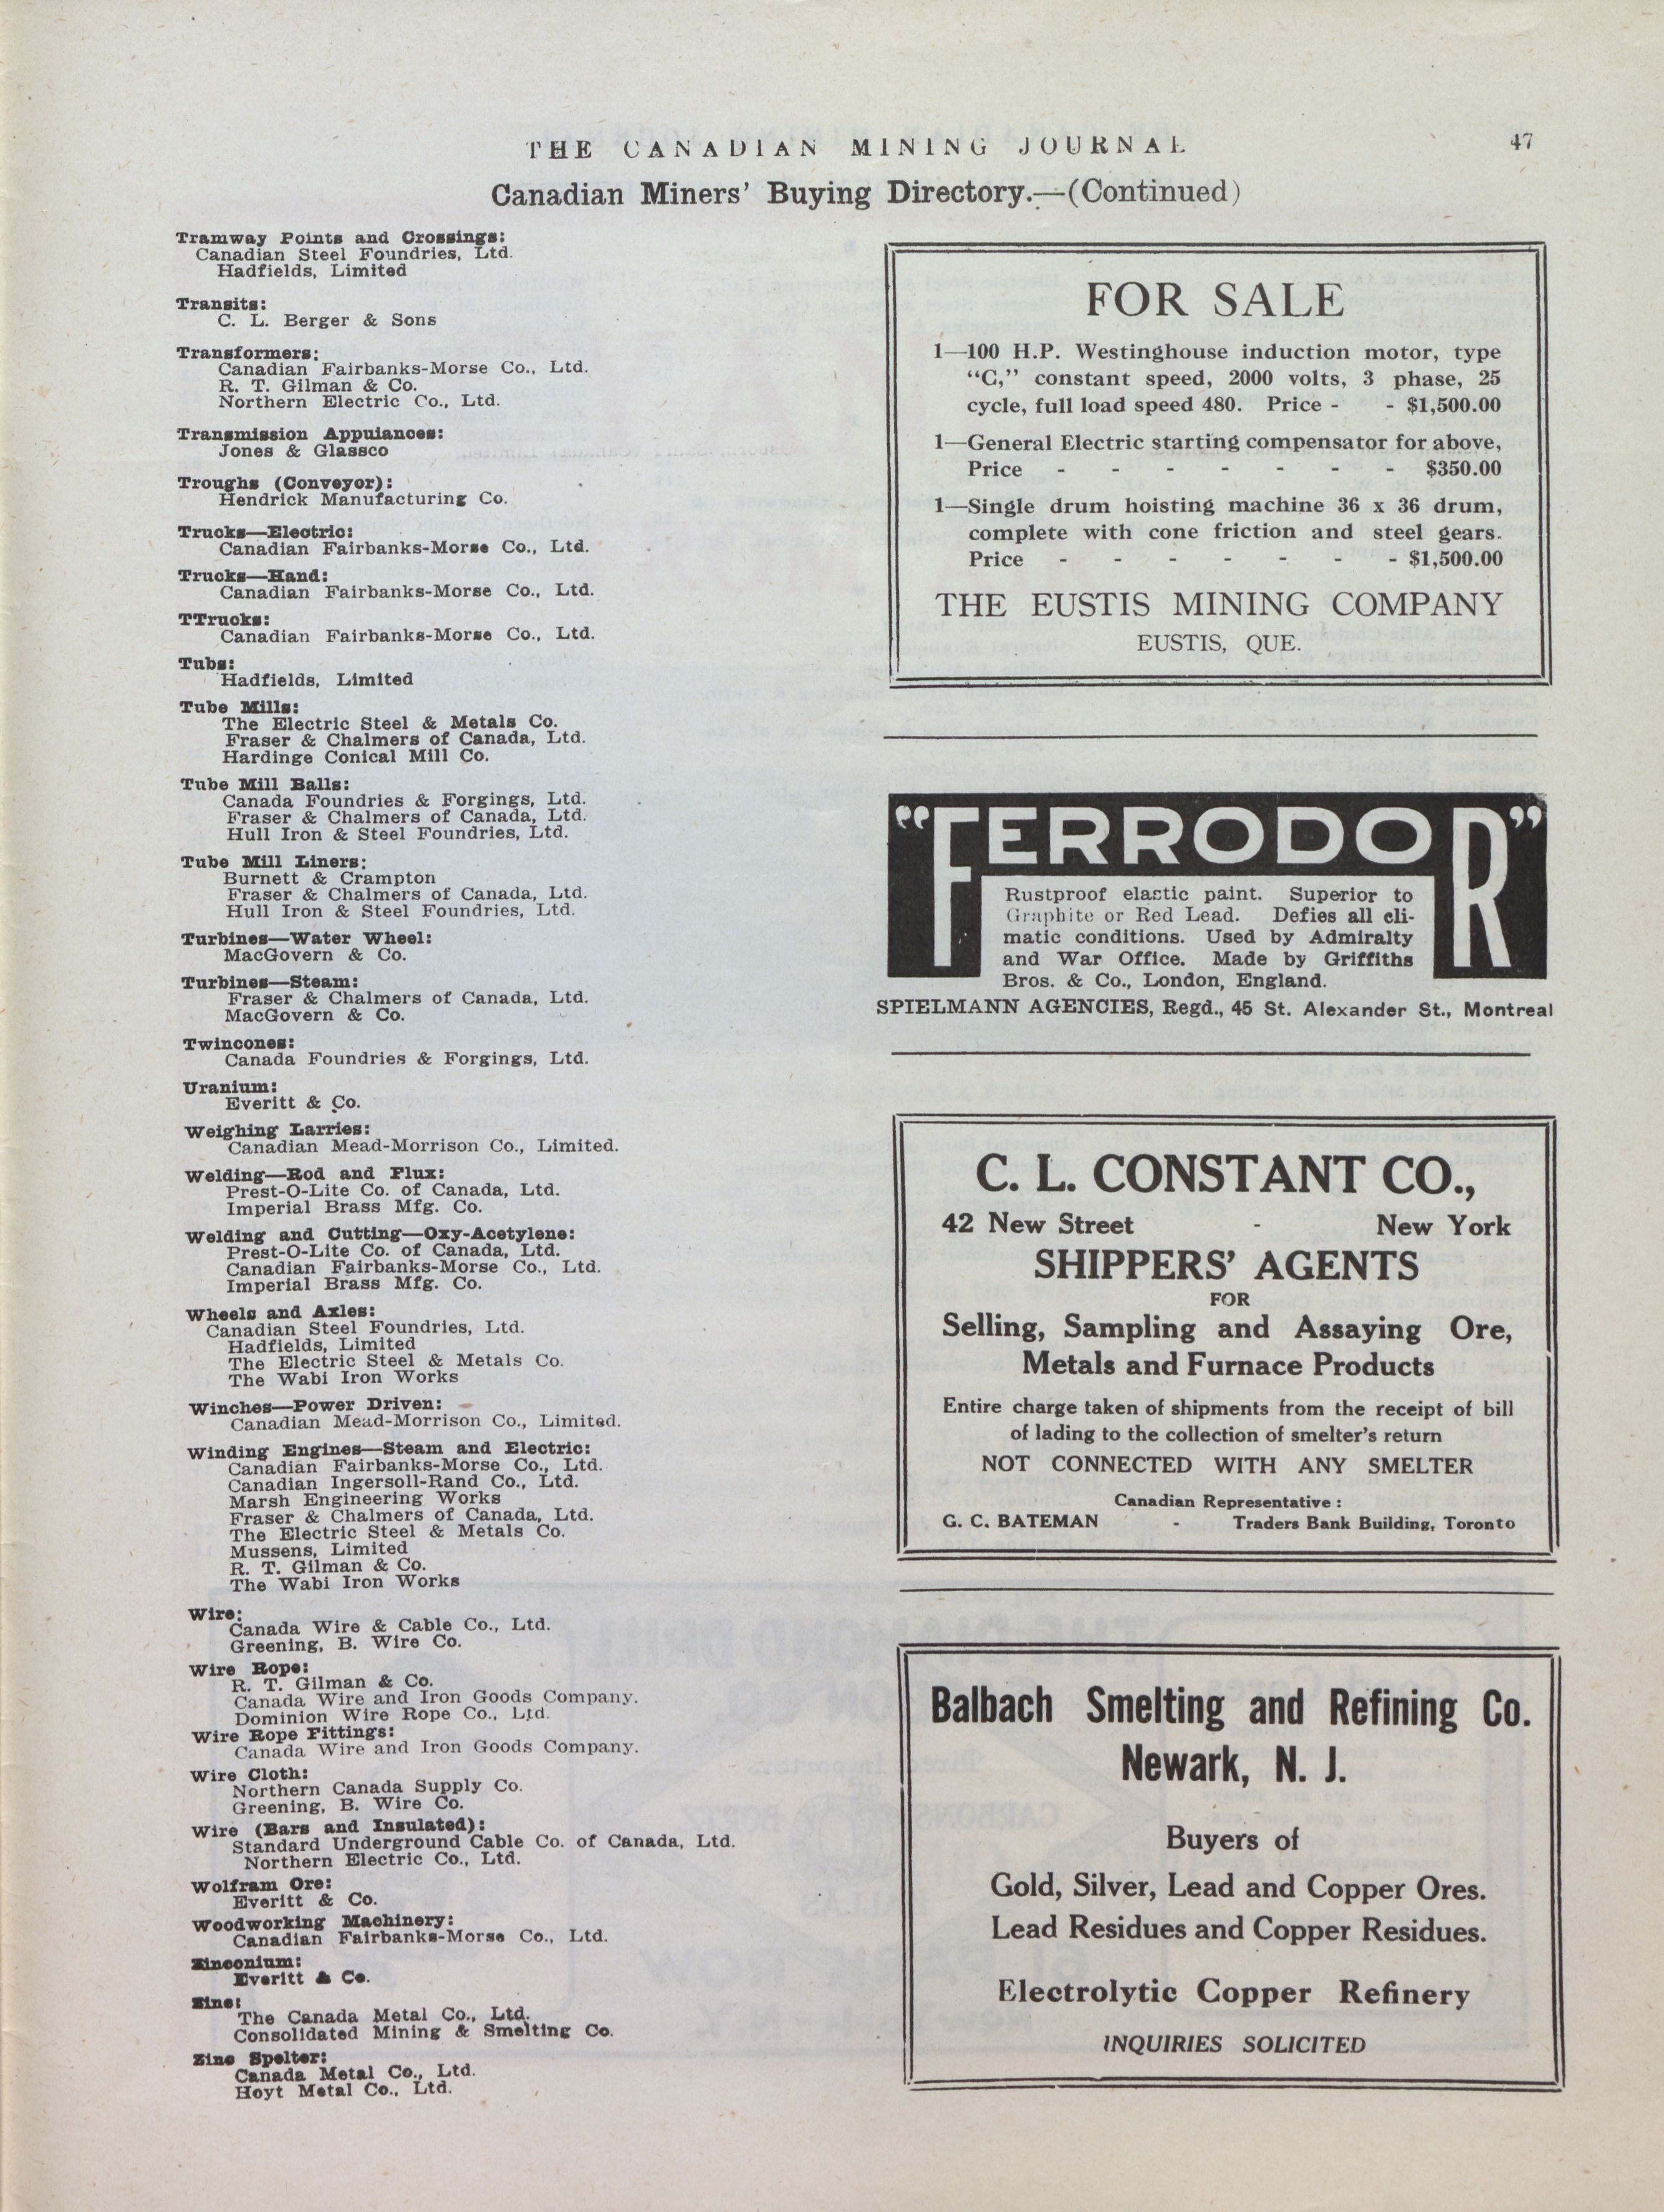 THE CANADIAN MINING JOURNAL 47
Canadian Miners' Buying Directory.—(Continued)
Tramway Points and Crossings:
Canadian Steel Foundries, Ltd.
Hadfields, Limited
Transits:
C. L. Berger & Sons
Transformers:
Canadian Fairbanks-Morse Co., Ltd.
R. T. Gilman & Co.
Northern Electric Co., Ltd.
Transmission Appuiances:
Jones & Glassco
Troughs (Conveyor):
Hendrick Manufacturing Co.
Trucks—Electric:
Canadian Fairbanks-Morse Co., Ltd.
Trucks—Hand:
Canadian Fairbanks-Morse Co., Ltd.
TTrucks:
Canadian Fairbanks-Morse Co., Ltd.
Tubs:
Hadfields, Limited
Tube Mills:
The Electric Steel & Metals Co.
Fraser & Chalmers of Canada, Ltd.
Hardinge Conical Mill Co.
Tube Mill Balls:
Canada Foundries & Forgings, Ltd.
Fraser & Chalmers of Canada, Ltd.
Hull Iron & Steel Foundries, Ltd.
Tube Mill Liners:
Burnett & Crampton
Fraser & Chalmers of Canada, Ltd.
Hull Iron & Steel Foundries, Ltd.
Turbines—Water Wheel:
MacGovern & Co.
Turbines—Steam:
Fraser & Chalmers of Canada, Ltd.
MacGovern & Co.
Twincones:
Canada Foundries & Forgings, Ltd.
Uranium:
Everitt & Co.
Weighing Larries:
Canadian Mead-Morrison Co., Limited.
Welding—Rod and Flux:
Prest-O-Lite Co. of Canada, Ltd.
Imperial Brass Mfg. Co.
Welding and Cutting—Oxy-Acetylene:
Prest-O-Lite Co. of Canada, Ltd.
Canadian Fairbanks-Morse Co., Ltd.
Imperial Brass Mfg. Co.
Wheels and Axles:
Canadian Steel Foundries, Ltd.
Hadfields, Limited
The Electric Steel & Metals Co.
The Wabi Iron Works
Winches—Power Driven:
Canadian Mead-Morrison Co., Limited.
Winding Engines—Steam and Electric:
Canadian Fairbanks-Morse Co., Ltd.
Canadian Ingersoll-Rand Co., Ltd.
Marsh Engineering Works
Fraser & Chalmers of Canada, Ltd.
The Electric Steel & Metals Co.
Mussens, Limited
R. T. Gilman & Co.
The Wabi Iron Works
Wire:
Canada Wire & Cable Co., Ltd.
Greening, B. Wire Co.
Wire Rope:
R. T. Gilman & Co.
Canada Wire and Iron Goods Company.
Dominion Wire Rope Co., Ltd.
Wire Rope Fittings:
Canada Wire and Iron Goods Company.
Wire Cloth:
Northern Canada Supply Co.
Greening, B. Wire Co.
Wire (Bars and Insulated):
Standard Underground Cable Co. of Canada, Ltd.
Northern Electric Co., Ltd.
Wolfram Ore:
Everitt & Co.
Woodworking Machinery:
Canadian Fairbanks-Morse Co., Ltd.
Zinconium:
Everitt & Co.
Zinc:
The Canada Metal Co., Ltd.
Consolidated Mining & Smelting Co.
Zinc Spelter:
Canada Metal Co., Ltd.
Hoyt Metal Co., Ltd.
FOR SALE
1—100 H.P. Westinghouse induction motor, type
"C," constant speed, 2000 volts, 3 phase, 25
cycle, full load speed 480. Price - - $1,500.00
1—General Electric starting compensator for above,
Price - - - - - - - $350.00
1—Single drum hoisting machine 36 x 36 drum,
complete with cone friction and steel gears.
Price - - - - - - - $1,500.00
THE EUSTIS MINING COMPANY
EUSTIS, QUE.
"FERRODOR"
Rustproof elastic paint. Superior to
Graphite or Red Lead. Defies all cli-
matic conditions. Used by Admiralty
and War Office. Made by Griffiths
Bros. & Co., London, England.
SPIELMANN AGENCIES, Regd., 45 St. Alexander St., Montreal
C. L. CONSTANT CO.,
42 New Street - New York
SHIPPERS' AGENTS
FOR
Selling, Sampling and Assaying Ore,
Metals and Furnace Products
Entire charge taken of shipments from the receipt of bill
of lading to the collection of smelter's return
NOT CONNECTED WITH ANY SMELTER
Canadian Representative :
G. C. BATEMAN - Traders Bank Building, Toronto
Balbach Smelting and Refining Co.
Newark, N. J.
Buyers of
Gold, Silver, Lead and Copper Ores.
Lead Residues and Copper Residues.
Electrolytic Copper Refinery
INQUIRIES SOLICITED